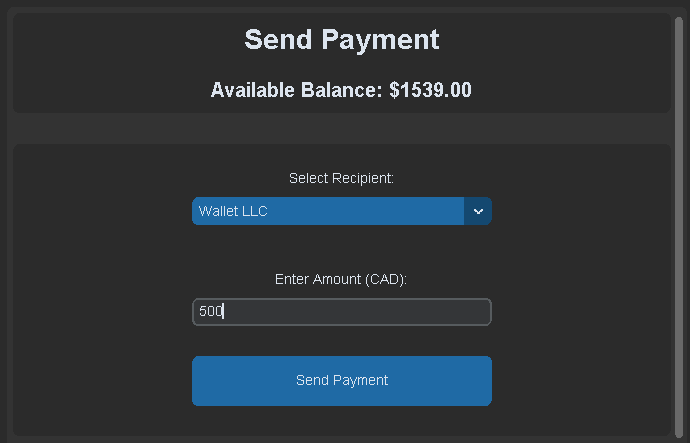 Send Payment
Available Balance: $1539.00
Select Recipient:
Wallet LLC
Enter Amount (CAD):
500
Send Payment